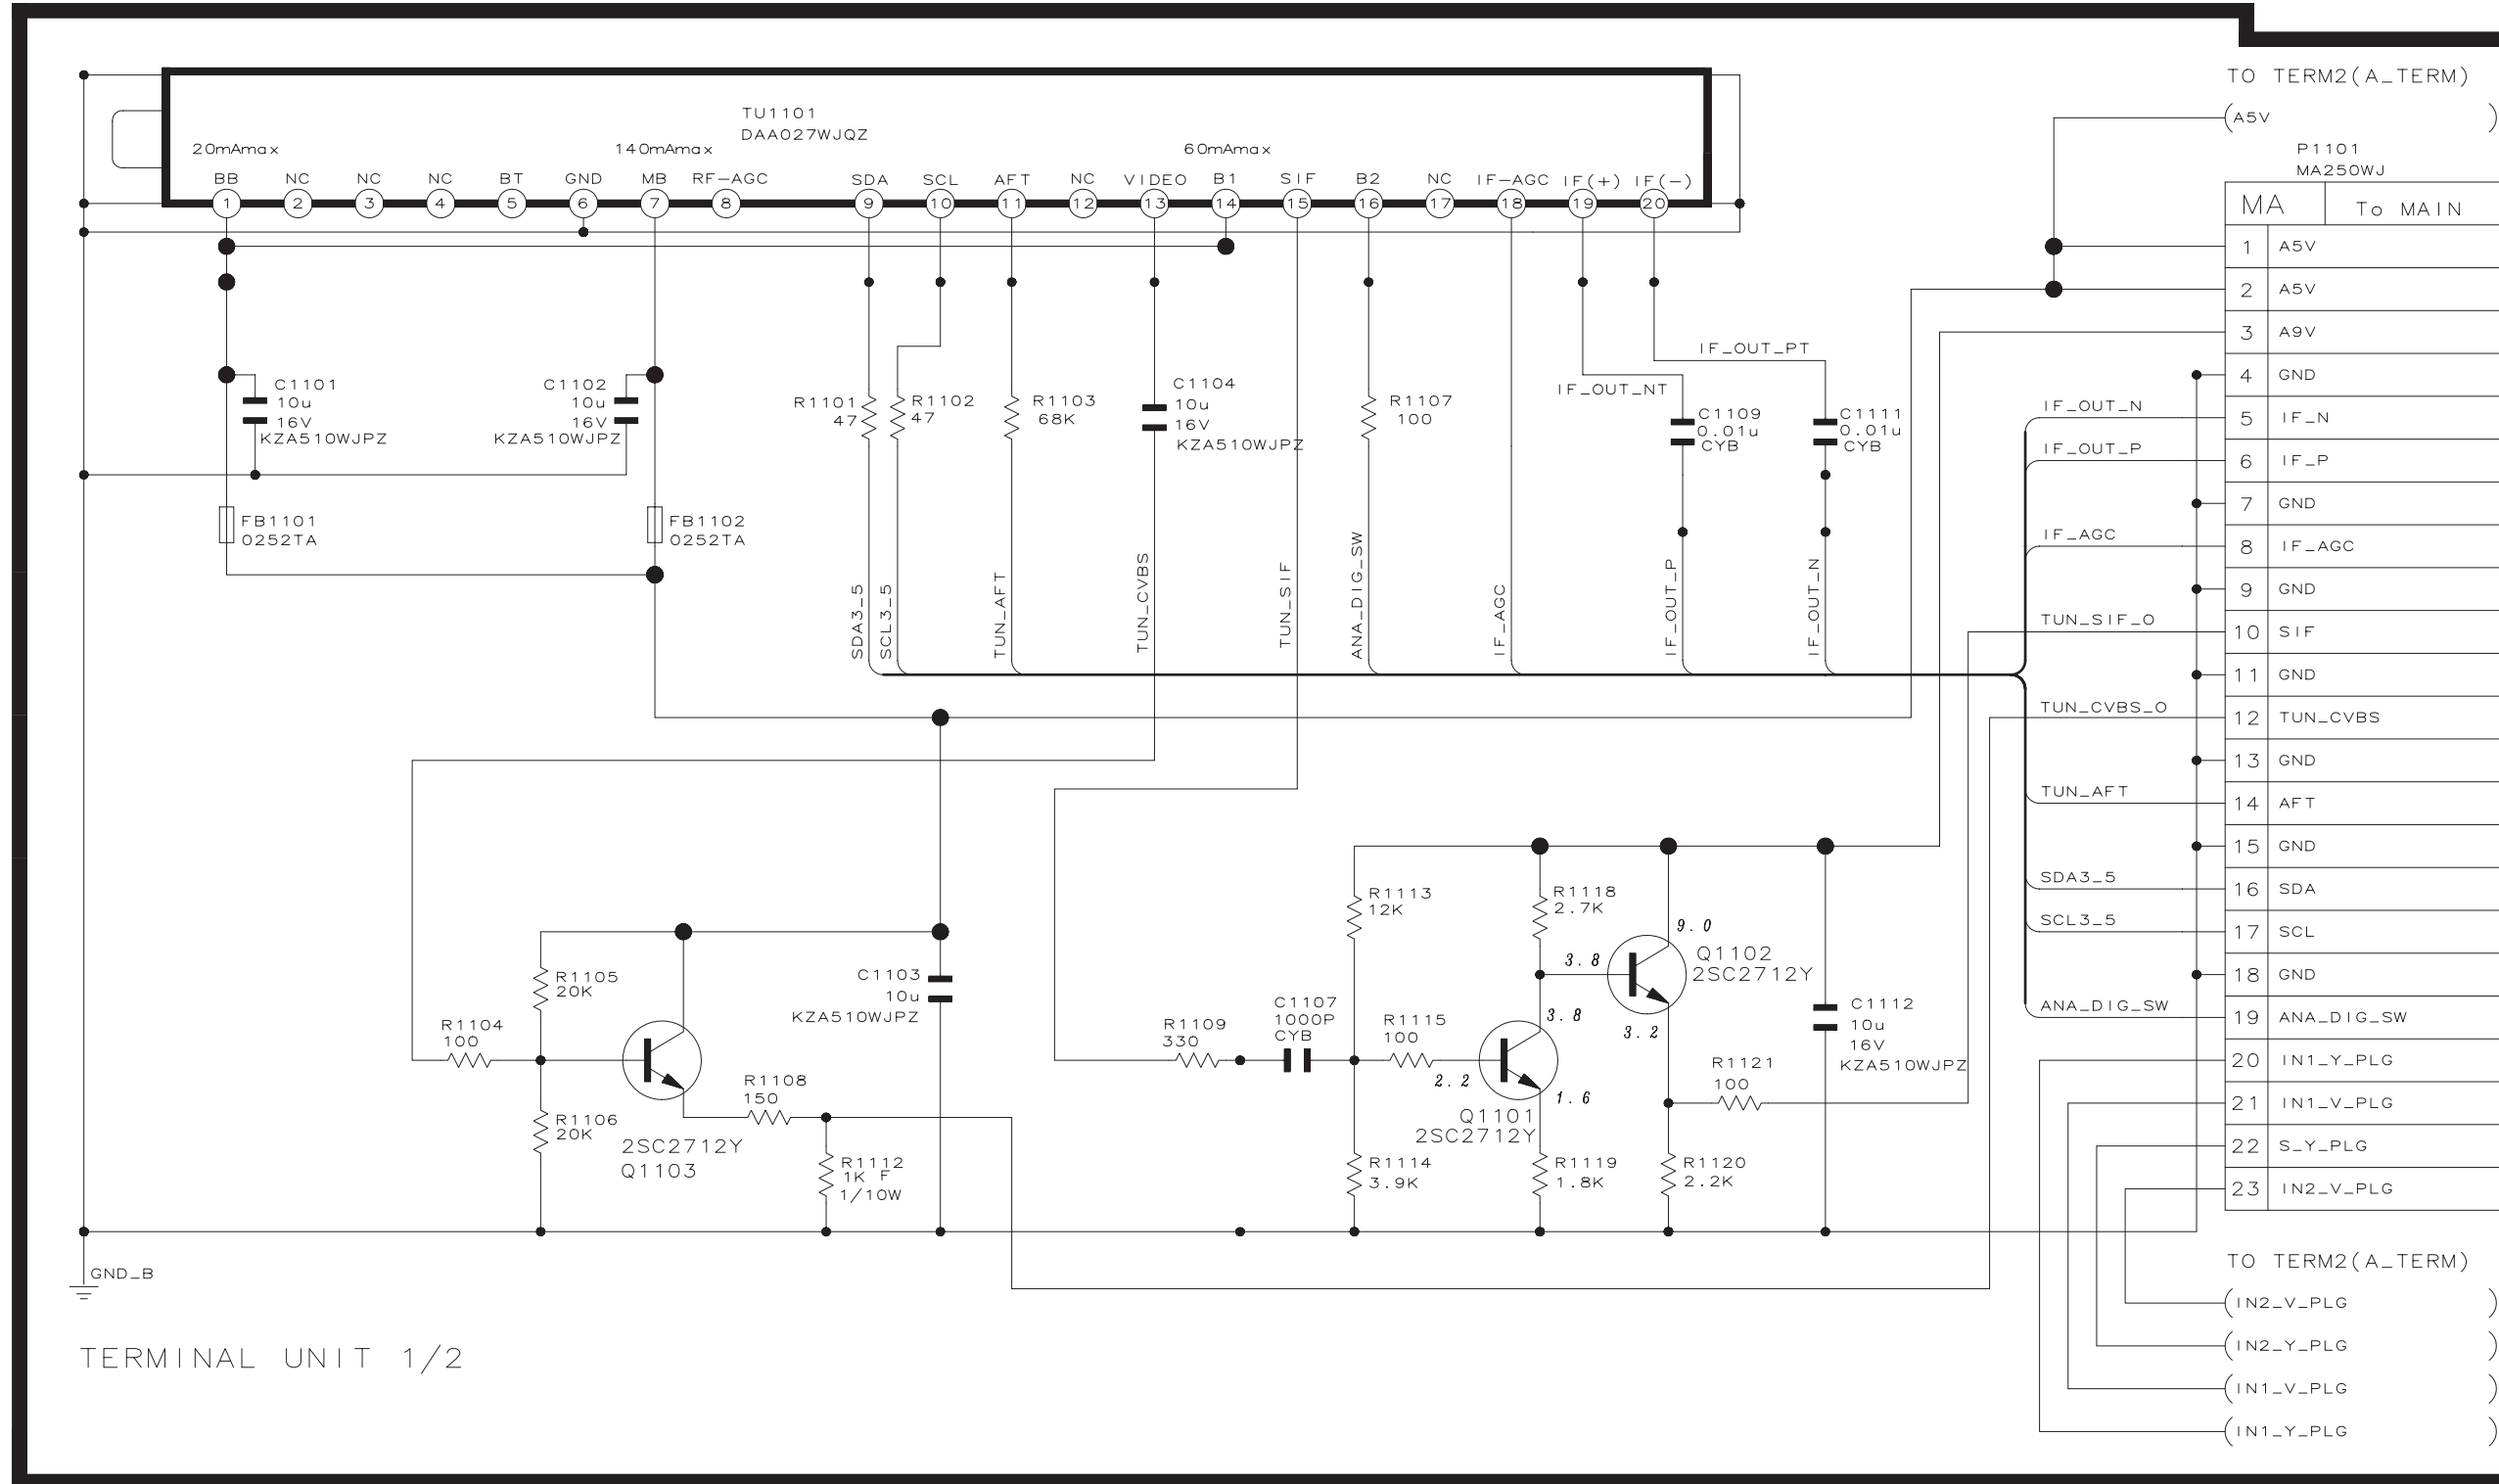 TO TERM2(A_TERM)
(A5V )
P1101
MA250WJ
MA To MAIN
1 A5V
2 A5V
3 A9V
4 GND
5 IF_N
6 IF_P
7 GND
8 IF_AGC
9 GND
10 SIF
11 GND
12 TUN_CVBS
13 GND
14 AFT
15 GND
16 SDA
17 SCL
18 GND
19 ANA_DIG_SW
20 IN1_Y_PLG
21 IN1_V_PLG
22 S_Y_PLG
23 IN2_V_PLG
TO TERM2(A_TERM)
(IN2_V_PLG )
(IN2_Y_PLG )
(IN1_V_PLG )
(IN1_Y_PLG )
TU1101
DAA027WJQZ
20mAmax 140mAmax 60mAmax
BB NC NC NC BT GND MB RF-AGC SDA SCL AFT NC VIDEO B1 SIF B2 NC IF-AGC IF(+) IF(-)
1 2 3 4 5 6 7 8 9 10 11 12 13 14 15 16 17 18 19 20
IF_OUT_PT
IF_OUT_NT
C1101
10u
16V
KZA510WJPZ
C1102
10u
16V
KZA510WJPZ
R1101
47
R1102
47
R1103
68K
C1104
10u
16V
KZA510WJPZ
R1107
100
C1109
0.01u
CYB
C1111
0.01u
CYB
FB1101
0252TA
FB1102
0252TA
SDA3_5
SCL3_5
TUN_AFT
TUN_CVBS
TUN_SIF
ANA_DIG_SW
IF_AGC
IF_OUT_P
IF_OUT_N
IF_OUT_N
IF_OUT_P
IF_AGC
TUN_SIF_O
TUN_CVBS_O
TUN_AFT
SDA3_5
SCL3_5
ANA_DIG_SW
R1105
20K
R1104
100
R1106
20K
2SC2712Y
Q1103
R1108
150
R1112
1K F
1/10W
C1103
10u
KZA510WJPZ
R1109
330
C1107
1000P
CYB
R1113
12K
R1115
100
R1114
3.9K
R1118
2.7K
3.8
3.8
2.2
1.6
Q1101
2SC2712Y
R1119
1.8K
9.0
Q1102
2SC2712Y
3.2
R1121
100
R1120
2.2K
C1112
10u
16V
KZA510WJPZ
GND_B
TERMINAL UNIT 1/2